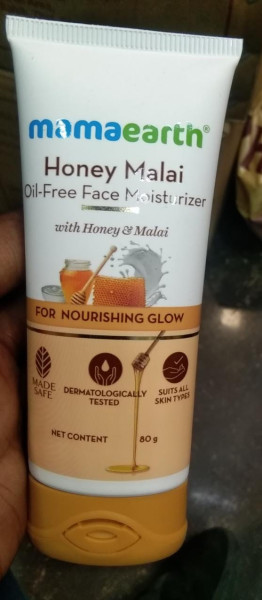 mamaearth®
Honey Malai
Oil-Free Face Moisturizer
with Honey & Malai
FOR NOURISHING GLOW
MADE
SAFE
DERMATOLOGICALLY
TESTED
SUITS ALL
SKIN TYPES
NET CONTENT 80 g